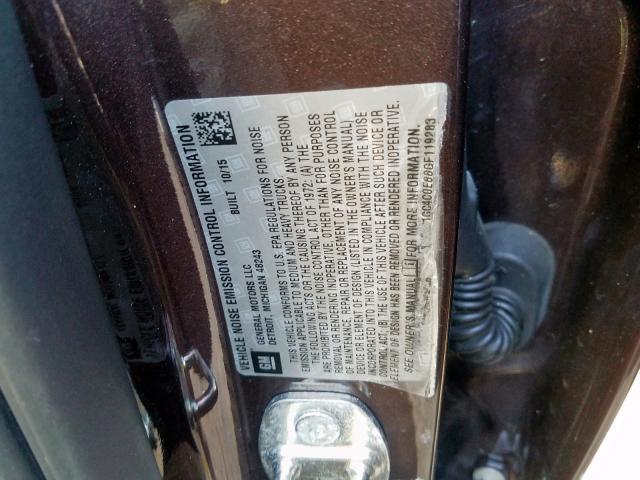 VEHICLE NOISE EMISSION CONTROL INFORMATION
GM
GENERAL MOTORS LLC
DETROIT, MICHIGAN 48243
BUILT 10/15
THIS VEHICLE CONFORMS TO U.S. EPA REGULATIONS FOR NOISE
EMISSION APPLICABLE TO MEDIUM AND HEAVY TRUCKS.
THE FOLLOWING ACTS OR THE CAUSING THEREOF BY ANY PERSON
ARE PROHIBITED BY THE NOISE CONTROL ACT OF 1972: (A) THE
REMOVAL OR RENDERING INOPERATIVE, OTHER THAN FOR PURPOSES
OF MAINTENANCE, REPAIR OR REPLACEMENT OF ANY NOISE CONTROL
DEVICE OR ELEMENT OF DESIGN (LISTED IN THE OWNER'S MANUAL)
INCORPORATED INTO THIS VEHICLE IN COMPLIANCE WITH THE NOISE
CONTROL ACT; (B) THE USE OF THIS VEHICLE AFTER SUCH DEVICE OR
ELEMENT OF DESIGN HAS BEEN REMOVED OR RENDERED INOPERATIVE.
SEE OWNER'S MANUAL FOR MORE INFORMATION.